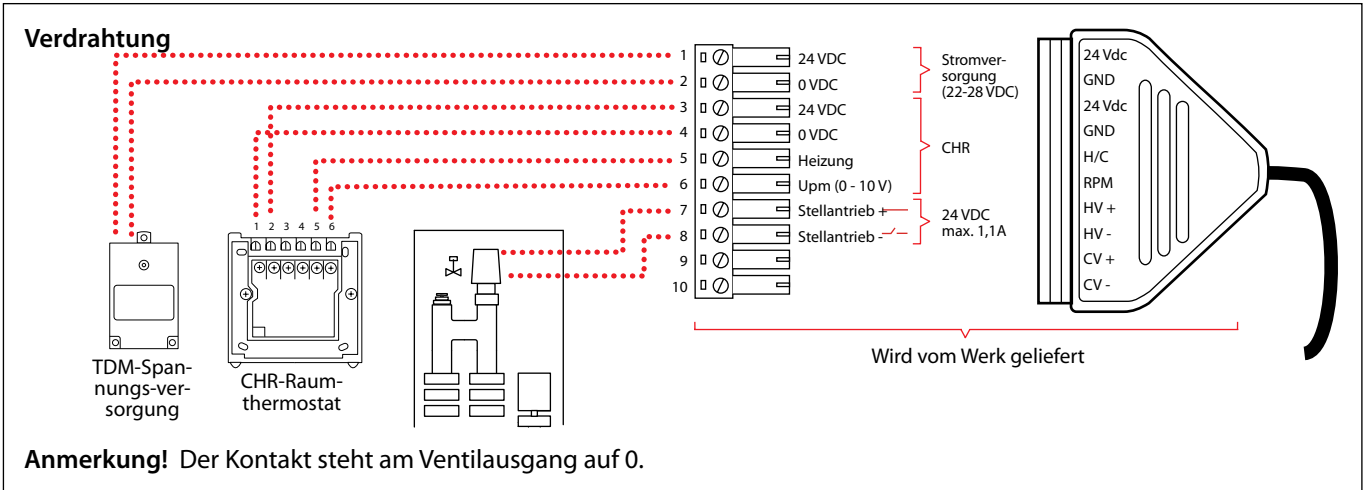 Verdrahtung
1 24 VDC
2 0 VDC
3 24 VDC
4 0 VDC
5 Heizung
6 Upm (0 - 10 V)
7 Stellantrieb +
8 Stellantrieb -
9
10
Stromver-
sorgung
(22-28 VDC)
CHR
24 VDC
max. 1,1A
24 Vdc
GND
24 Vdc
GND
H/C
RPM
HV +
HV -
CV +
CV -
1 2 3 4 5 6
TDM-Span-
nungs-ver-
sorgung
CHR-Raum-
thermostat
Wird vom Werk geliefert
Anmerkung! Der Kontakt steht am Ventilausgang auf 0.